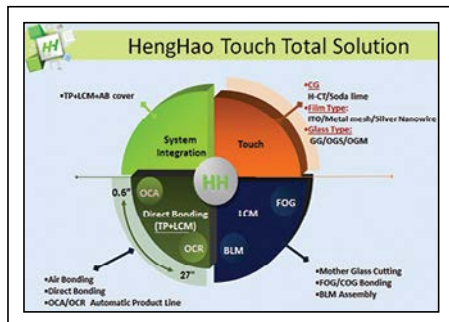 HH
HengHao Touch Total Solution
•TP+LCM+AB cover
•CG
H-CT/Soda lime
•Film Type:
ITO/Metal mesh/Silver Nanowire
•Glass Type:
GG/OGS/OGM
System
Integration
Touch
HH
0.6"
OCA
Direct Bonding
(TP+LCM)
OCR
27"
LCM
FOG
BLM
•Air Bonding
•Direct Bonding
•OCA/OCR Automatic Product Line
•Mother Glass Cutting
•FOG/COG Bonding
•BLM Assembly